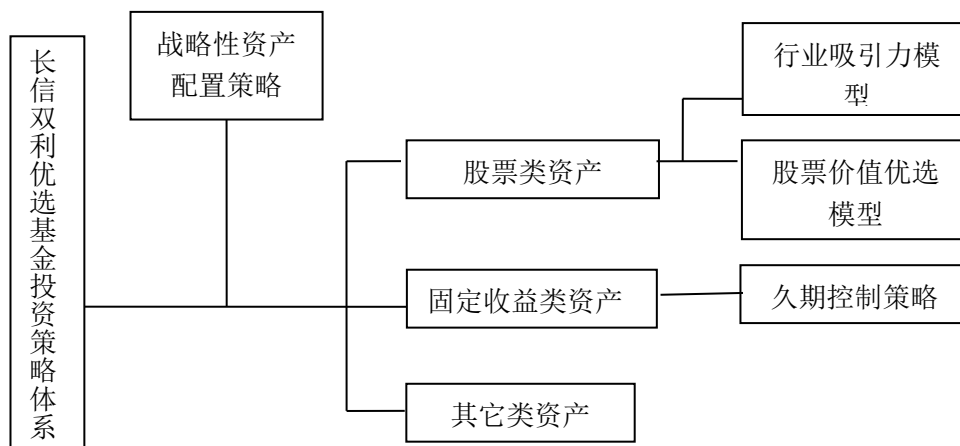 长信双利优选基金投资策略体系
战略性资产
配置策略
行业吸引力模
型
股票类资产
股票价值优选
模型
固定收益类资产
久期控制策略
其它类资产